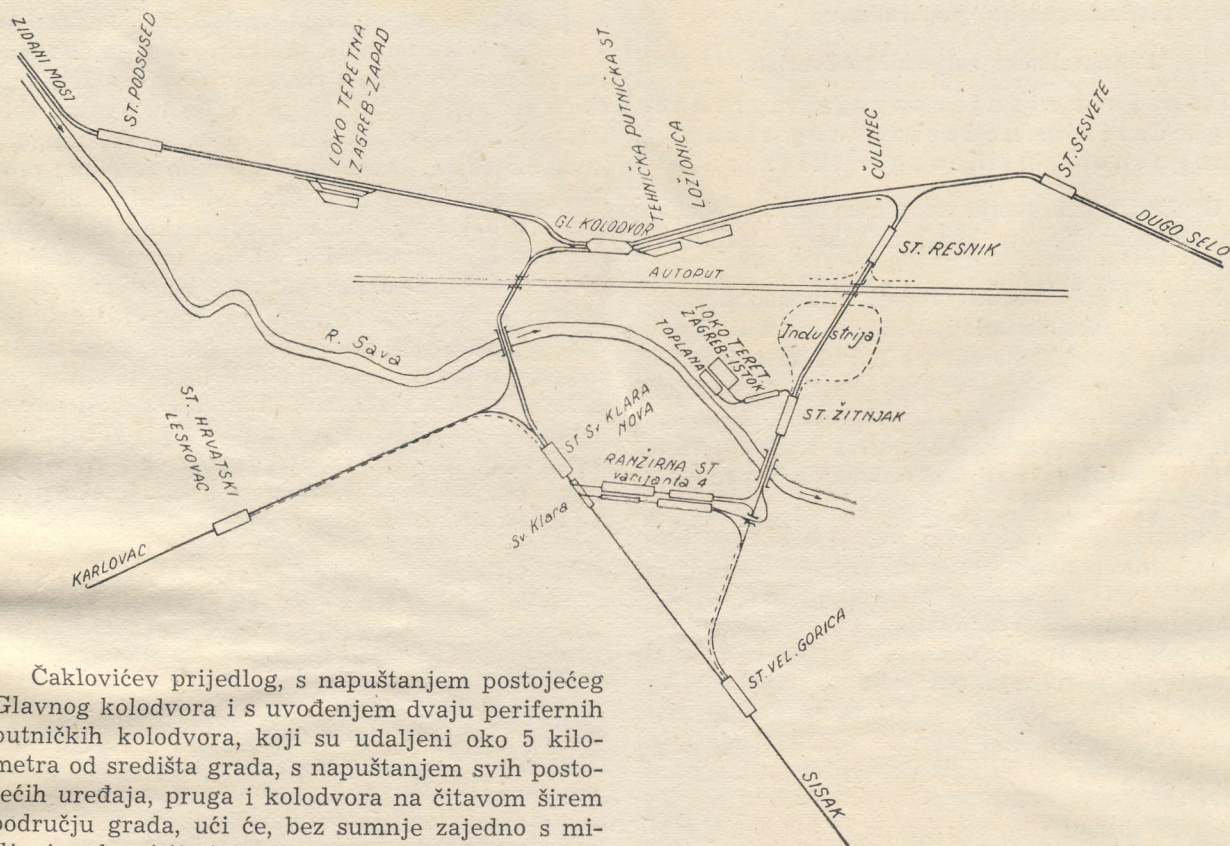 ZIDANI MOST
ST. PODSUSED
LOKO TERETNA
ZAGREB-ZAPAD
GL. KOLODVOR
TEHNIČKA PUTNIČKA ST
LOŽIONICA
ČULINEC
ST. SESVETE
DUGO SELO
ST. RESNIK
AUTOPUT
R. Sava
Industrija
TOPLANA
LOKO TERET
ZAGREB-ISTOK
ST. ŽITNJAK
ST. HRVATSKI
LESKOVAC
ST Sv KLARA
NOVA
RANŽIRNA ST
varijanta 4
Sv. Klara
KARLOVAC
ST. VEL. GORICA
SISAK
Čaklovićev prijedlog, s napuštanjem postojećeg
Glavnog kolodvora i s uvođenjem dvaju perifernih
putničkih kolodvora, koji su udaljeni oko 5 kilo-
metra od središta grada, s napuštanjem svih posto-
jećih uređaja, pruga i kolodvora na čitavom širem
području grada, ući će, bez sumnje zajedno s mi-